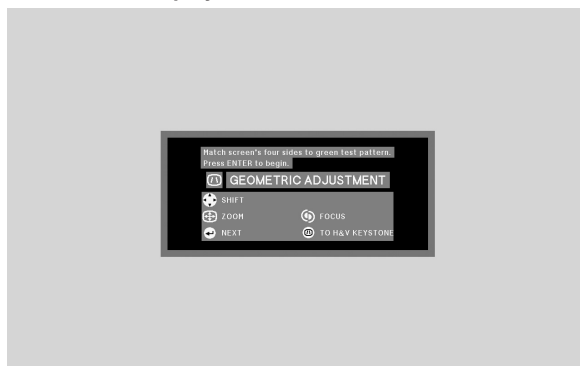 Match screen's four sides to green test pattern.
Press ENTER to begin.
GEOMETRIC ADJUSTMENT
SHIFT
ZOOM FOCUS
NEXT TO H&V KEYSTONE